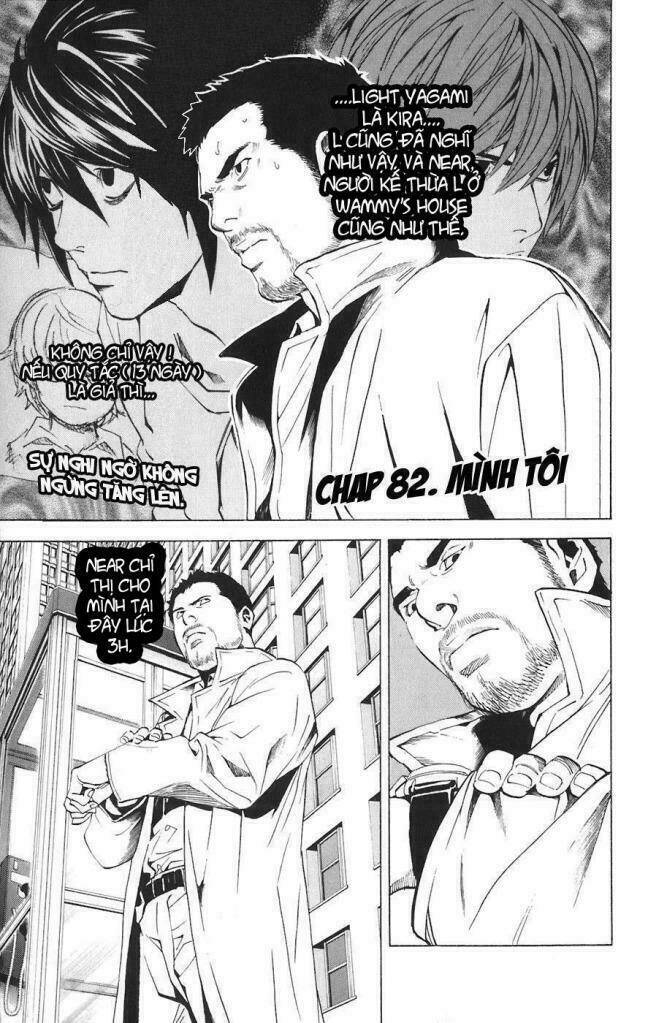 ....LIGHT YAGAMI
LÀ KIRA....
L CŨNG ĐÃ NGHĨ
NHƯ VẬY, VÀ NEAR,
NGƯỜI KẾ THỪA L Ở
WAMMY'S HOUSE
CŨNG NHƯ THẾ.
KHÔNG CHỈ VẬY !
NẾU QUY TẮC ( 13 NGÀY )
LÀ GIẢ THÌ...
SỰ NGHI NGỜ KHÔNG
NGỪNG TĂNG LÊN.
CHAP 82. MÌNH TÔI
NEAR CHỈ
THỊ CHO
MÌNH TẠI
ĐÂY LÚC
3H.